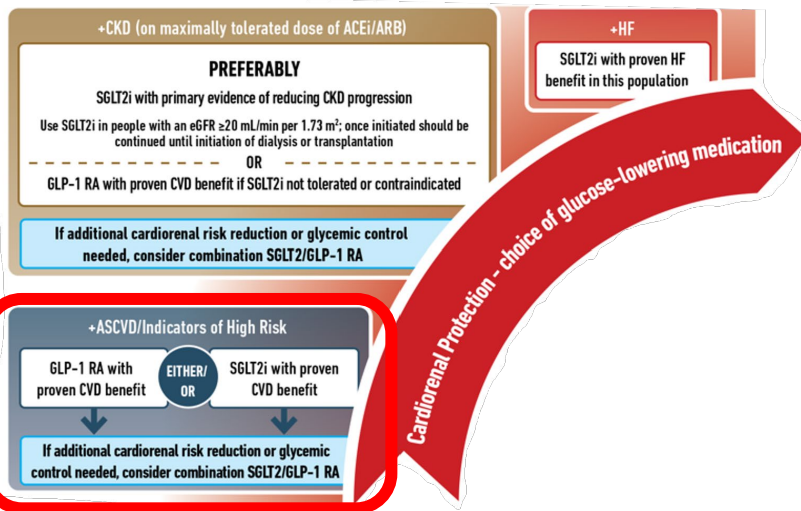 +CKD (on maximally tolerated dose of ACEi/ARB)
PREFERABLY
SGLT2i with primary evidence of reducing CKD progression
Use SGLT2i in people with an eGFR ≥20 mL/min per 1.73 m²; once initiated should be
continued until initiation of dialysis or transplantation
OR
GLP-1 RA with proven CVD benefit if SGLT2i not tolerated or contraindicated
If additional cardiorenal risk reduction or glycemic control
needed, consider combination SGLT2/GLP-1 RA
+HF
SGLT2i with proven HF
benefit in this population
Cardiorenal Protection - choice of glucose-lowering medication
+ASCVD/Indicators of High Risk
GLP-1 RA with
proven CVD benefit
EITHER/
OR
SGLT2i with proven
CVD benefit
If additional cardiorenal risk reduction or glycemic
control needed, consider combination SGLT2/GLP-1 RA